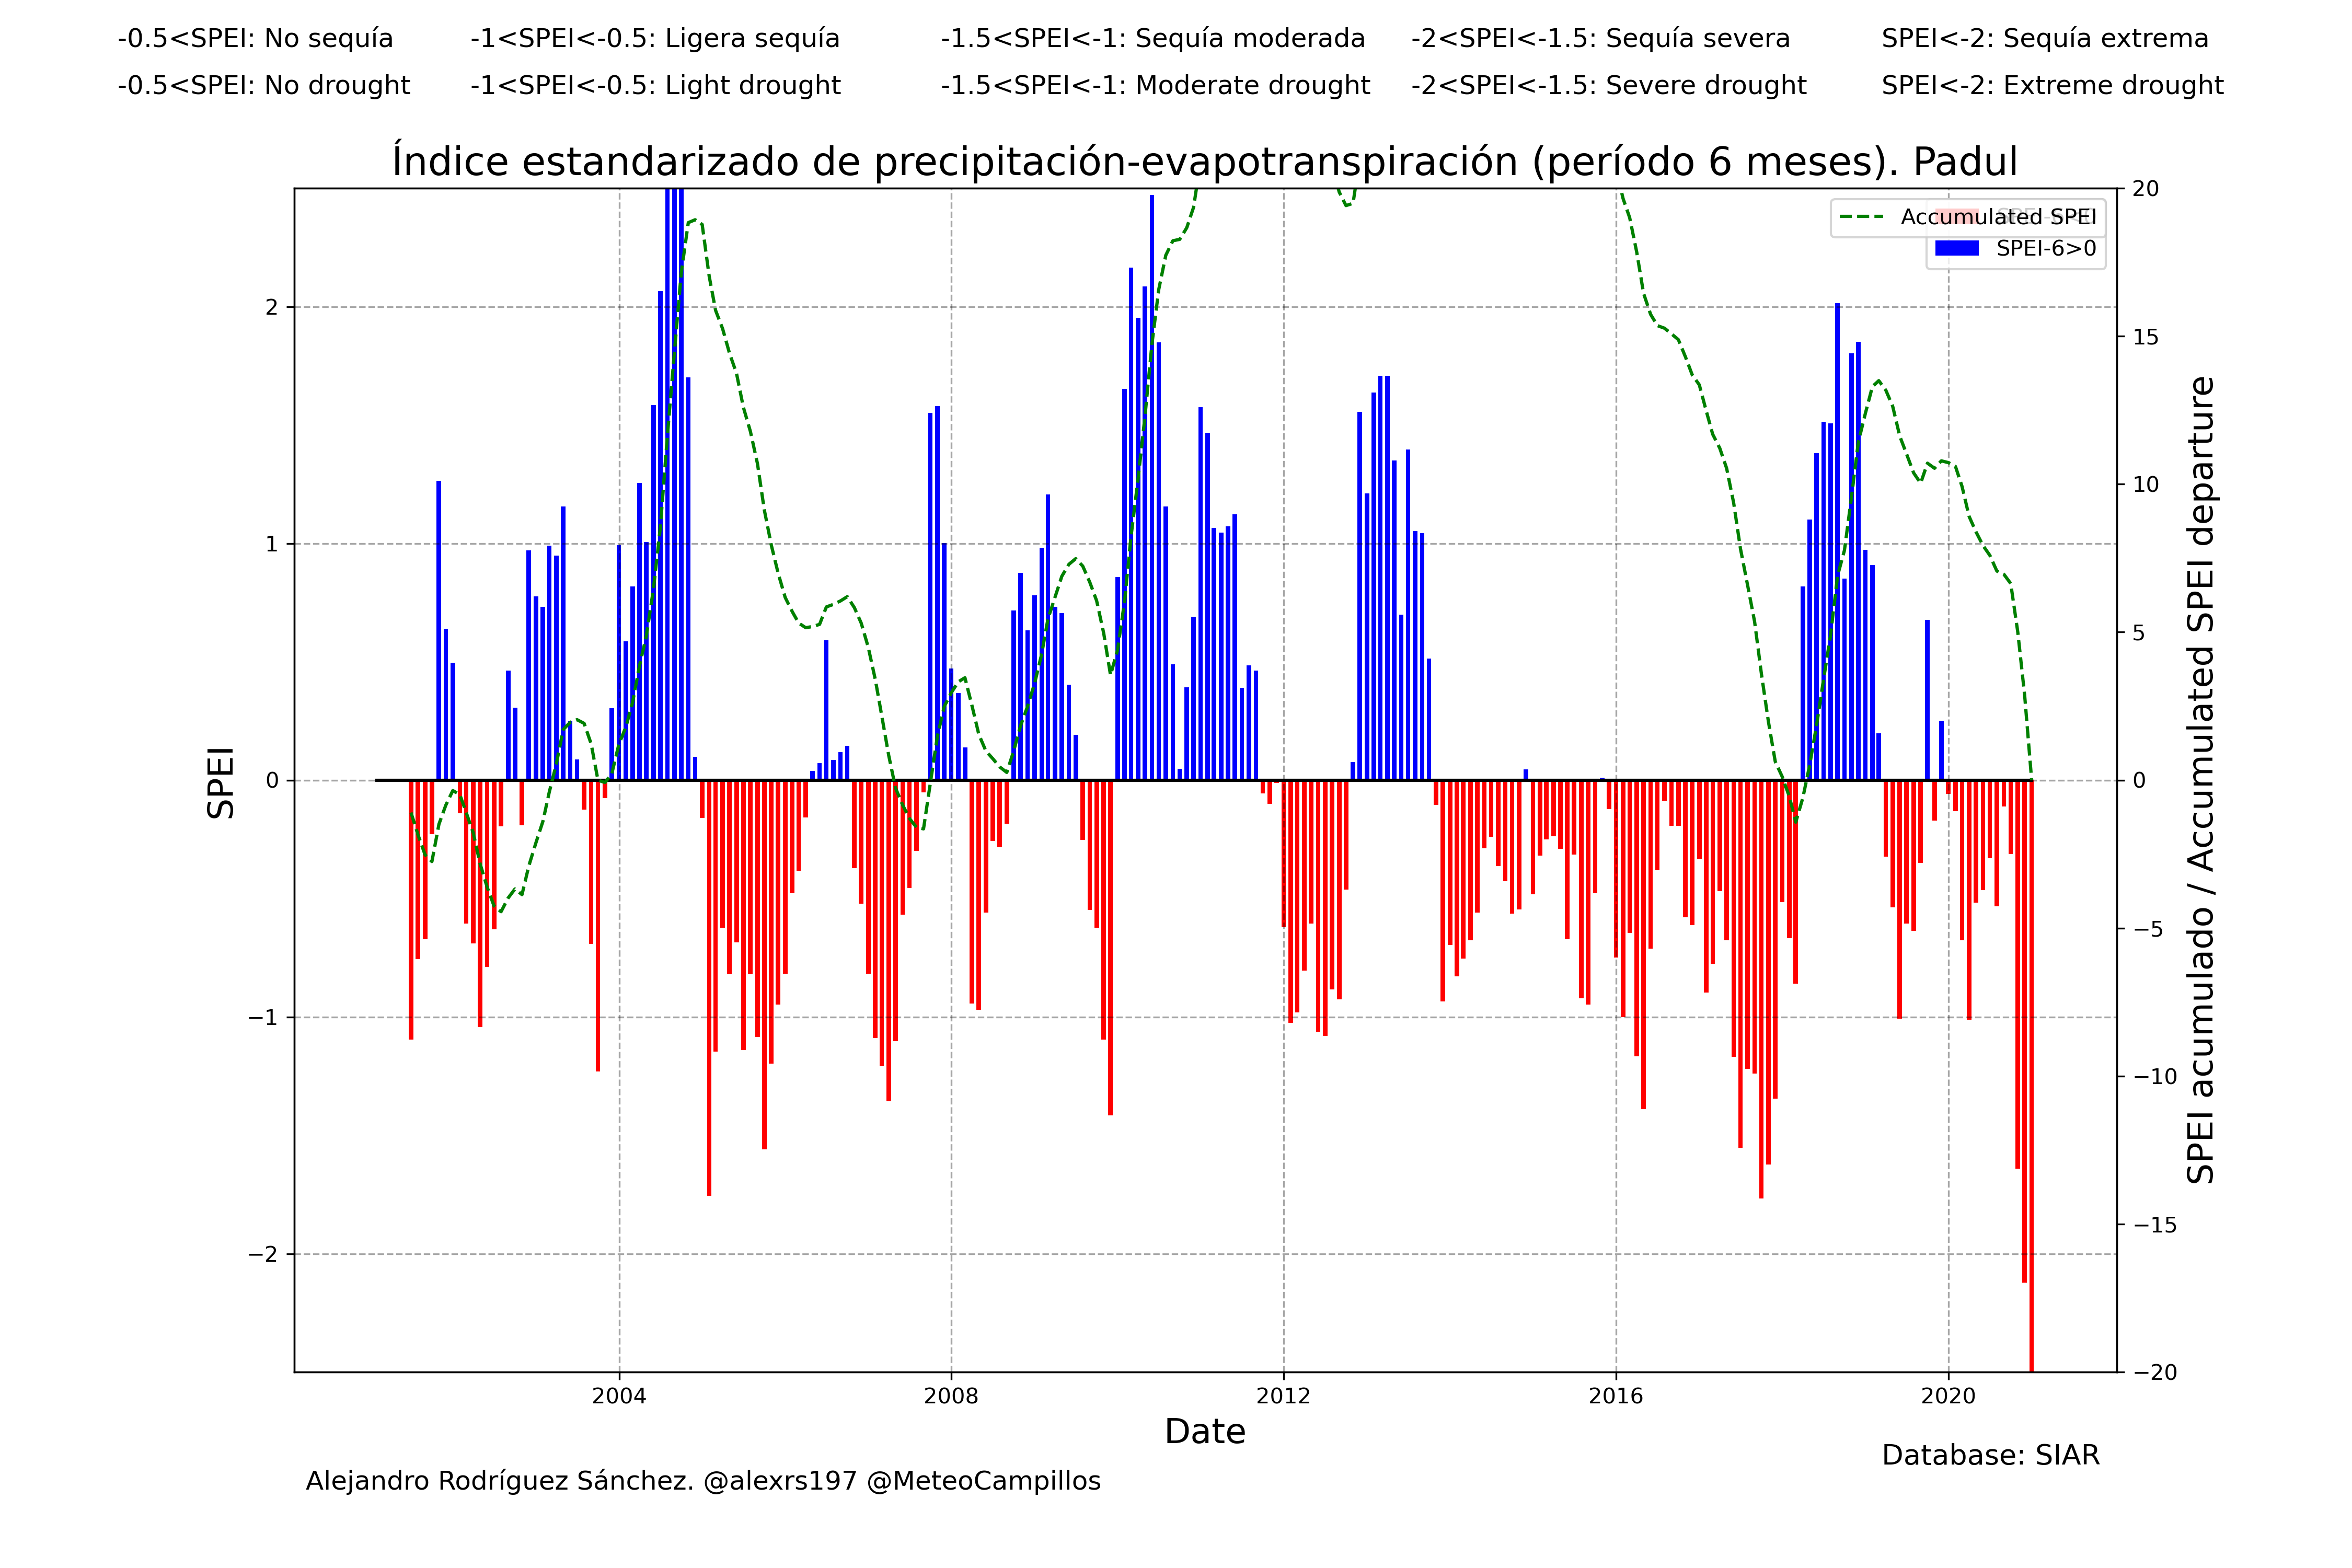 -0.5<SPEI: No sequía -1<SPEI<-0.5: Ligera sequía -1.5<SPEI<-1: Sequía moderada -2<SPEI<-1.5: Sequía severa SPEI<-2: Sequía extrema
-0.5<SPEI: No drought -1<SPEI<-0.5: Light drought -1.5<SPEI<-1: Moderate drought -2<SPEI<-1.5: Severe drought SPEI<-2: Extreme drought
Índice estandarizado de precipitación-evapotranspiración (período 6 meses). Padul
Accumulated SPEI
SPEI-6>0
SPEI
2
1
0
−1
−2
20
15
10
5
0
−5
−10
−15
−20
SPEI acumulado / Accumulated SPEI departure
2004 2008 2012 2016 2020
Date
Database: SIAR
Alejandro Rodríguez Sánchez. @alexrs197 @MeteoCampillos